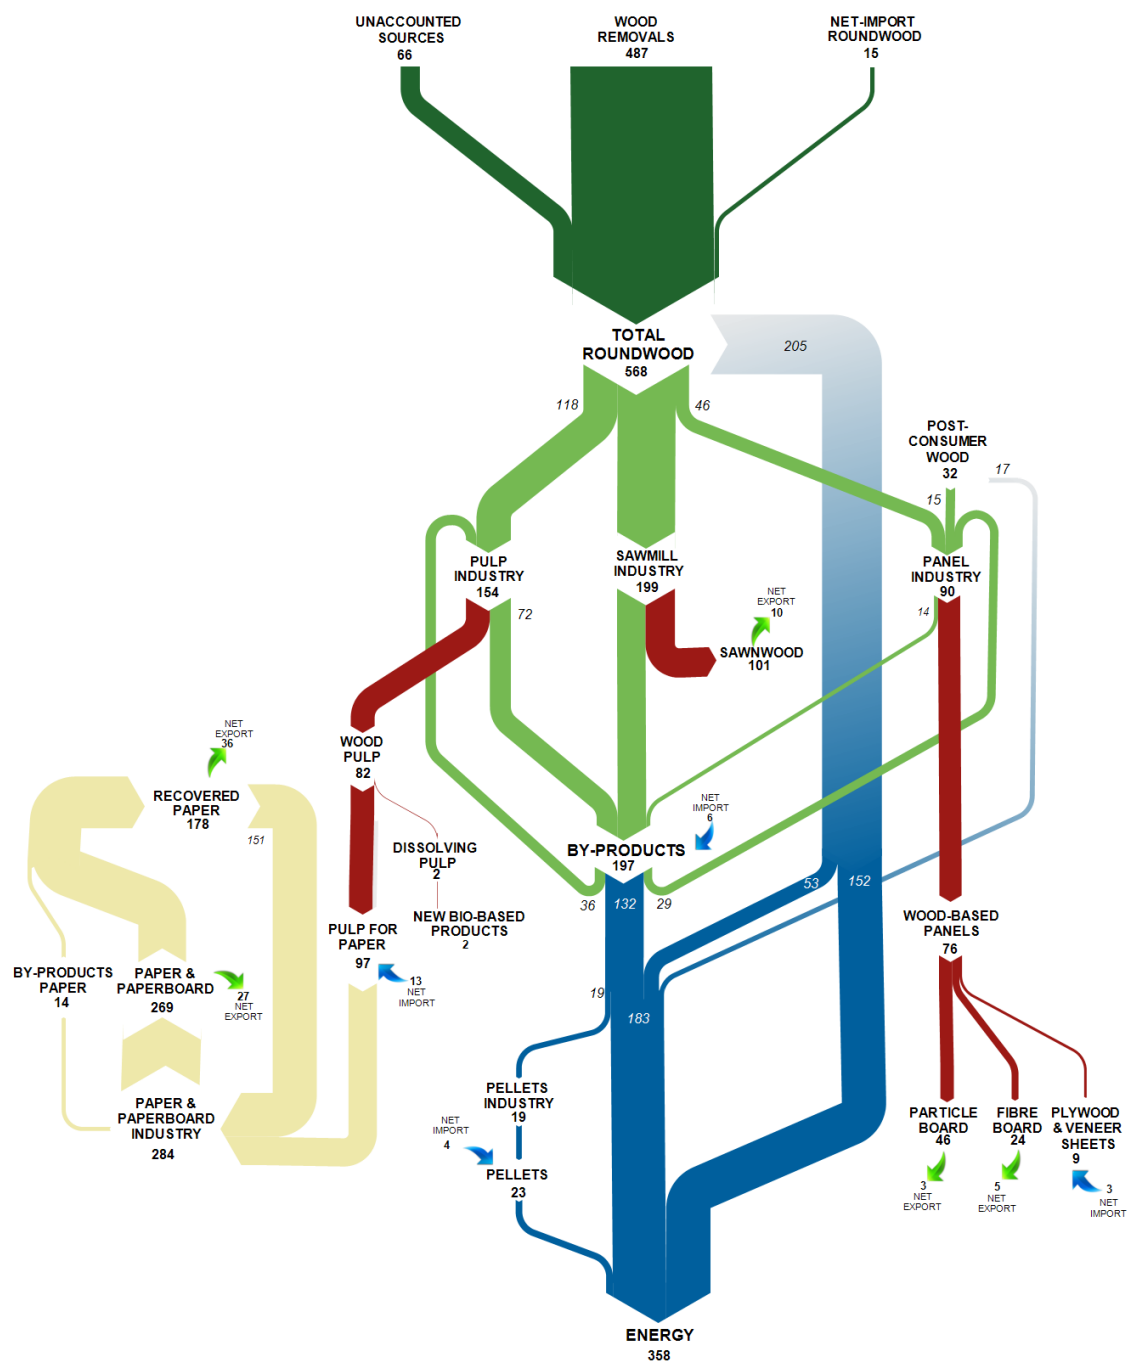 UNACCOUNTED
SOURCES
66
WOOD
REMOVALS
487
NET-IMPORT
ROUNDWOOD
15
TOTAL
ROUNDWOOD
568
205
118
46
POST-
CONSUMER
WOOD
32
17
15
PULP
INDUSTRY
154
SAWMILL
INDUSTRY
199
PANEL
INDUSTRY
90
72
14
NET
EXPORT
10
SAWNWOOD
101
NET
EXPORT
36
WOOD
PULP
82
RECOVERED
PAPER
178
151
NET
IMPORT
6
DISSOLVING
PULP
2
BY-PRODUCTS
197
53
152
36
132
29
NEW BIO-BASED
PRODUCTS
2
PULP FOR
PAPER
97
WOOD-BASED
PANELS
76
BY-PRODUCTS
PAPER
14
PAPER &
PAPERBOARD
269
27
NET
EXPORT
13
NET
IMPORT
19
183
PELLETS
INDUSTRY
19
PAPER &
PAPERBOARD
INDUSTRY
284
NET
IMPORT
4
PELLETS
23
PARTICLE
BOARD
46
FIBRE
BOARD
24
PLYWOOD
& VENEER
SHEETS
9
3
NET
EXPORT
5
NET
EXPORT
3
NET
IMPORT
ENERGY
358